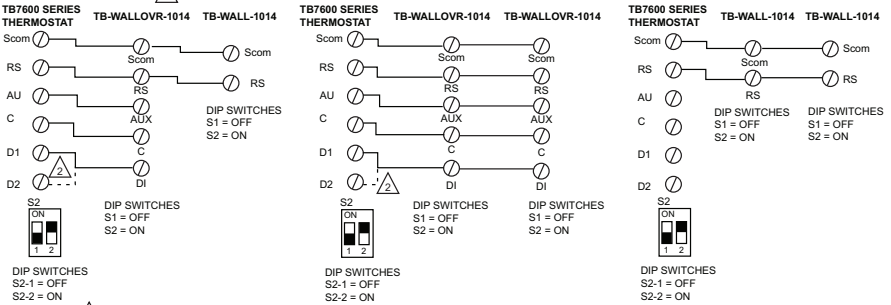 TB7600 SERIES
THERMOSTAT
TB-WALLOVR-1014
TB-WALL-1014
Scom
Scom
Scom
RS
RS
RS
AU
AUX
C
C
D1
2
D2
DI
DIP SWITCHES
S1 = OFF
S2 = ON
S2
ON
1 2
DIP SWITCHES
S1 = OFF
S2 = ON
DIP SWITCHES
S2-1 = OFF
S2-2 = ON
TB7600 SERIES
THERMOSTAT
TB-WALLOVR-1014
TB-WALLOVR-1014
Scom
Scom
Scom
RS
RS
RS
AU
AUX
AUX
C
C
C
D1
D2
2
DI
DI
S2
ON
1 2
DIP SWITCHES
S1 = OFF
S2 = ON
DIP SWITCHES
S1 = OFF
S2 = ON
DIP SWITCHES
S2-1 = OFF
S2-2 = ON
TB7600 SERIES
THERMOSTAT
TB-WALL-1014
TB-WALL-1014
Scom
Scom
Scom
RS
RS
RS
AU
C
D1
D2
DIP SWITCHES
S1 = OFF
S2 = ON
DIP SWITCHES
S1 = OFF
S2 = ON
S2
ON
1 2
DIP SWITCHES
S2-1 = OFF
S2-2 = ON